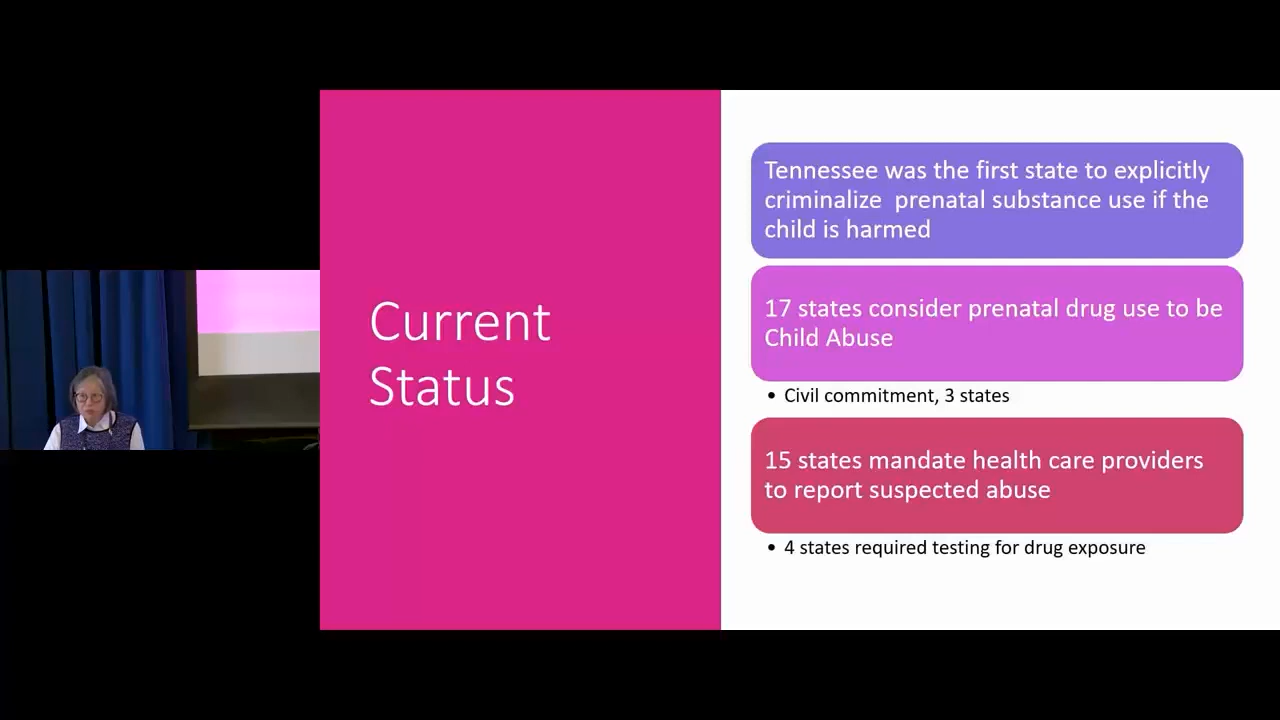 Current
Status
Tennessee was the first state to explicitly
criminalize  prenatal substance use if the
child is harmed
17 states consider prenatal drug use to be
Child Abuse
• Civil commitment, 3 states
15 states mandate health care providers
to report suspected abuse
• 4 states required testing for drug exposure